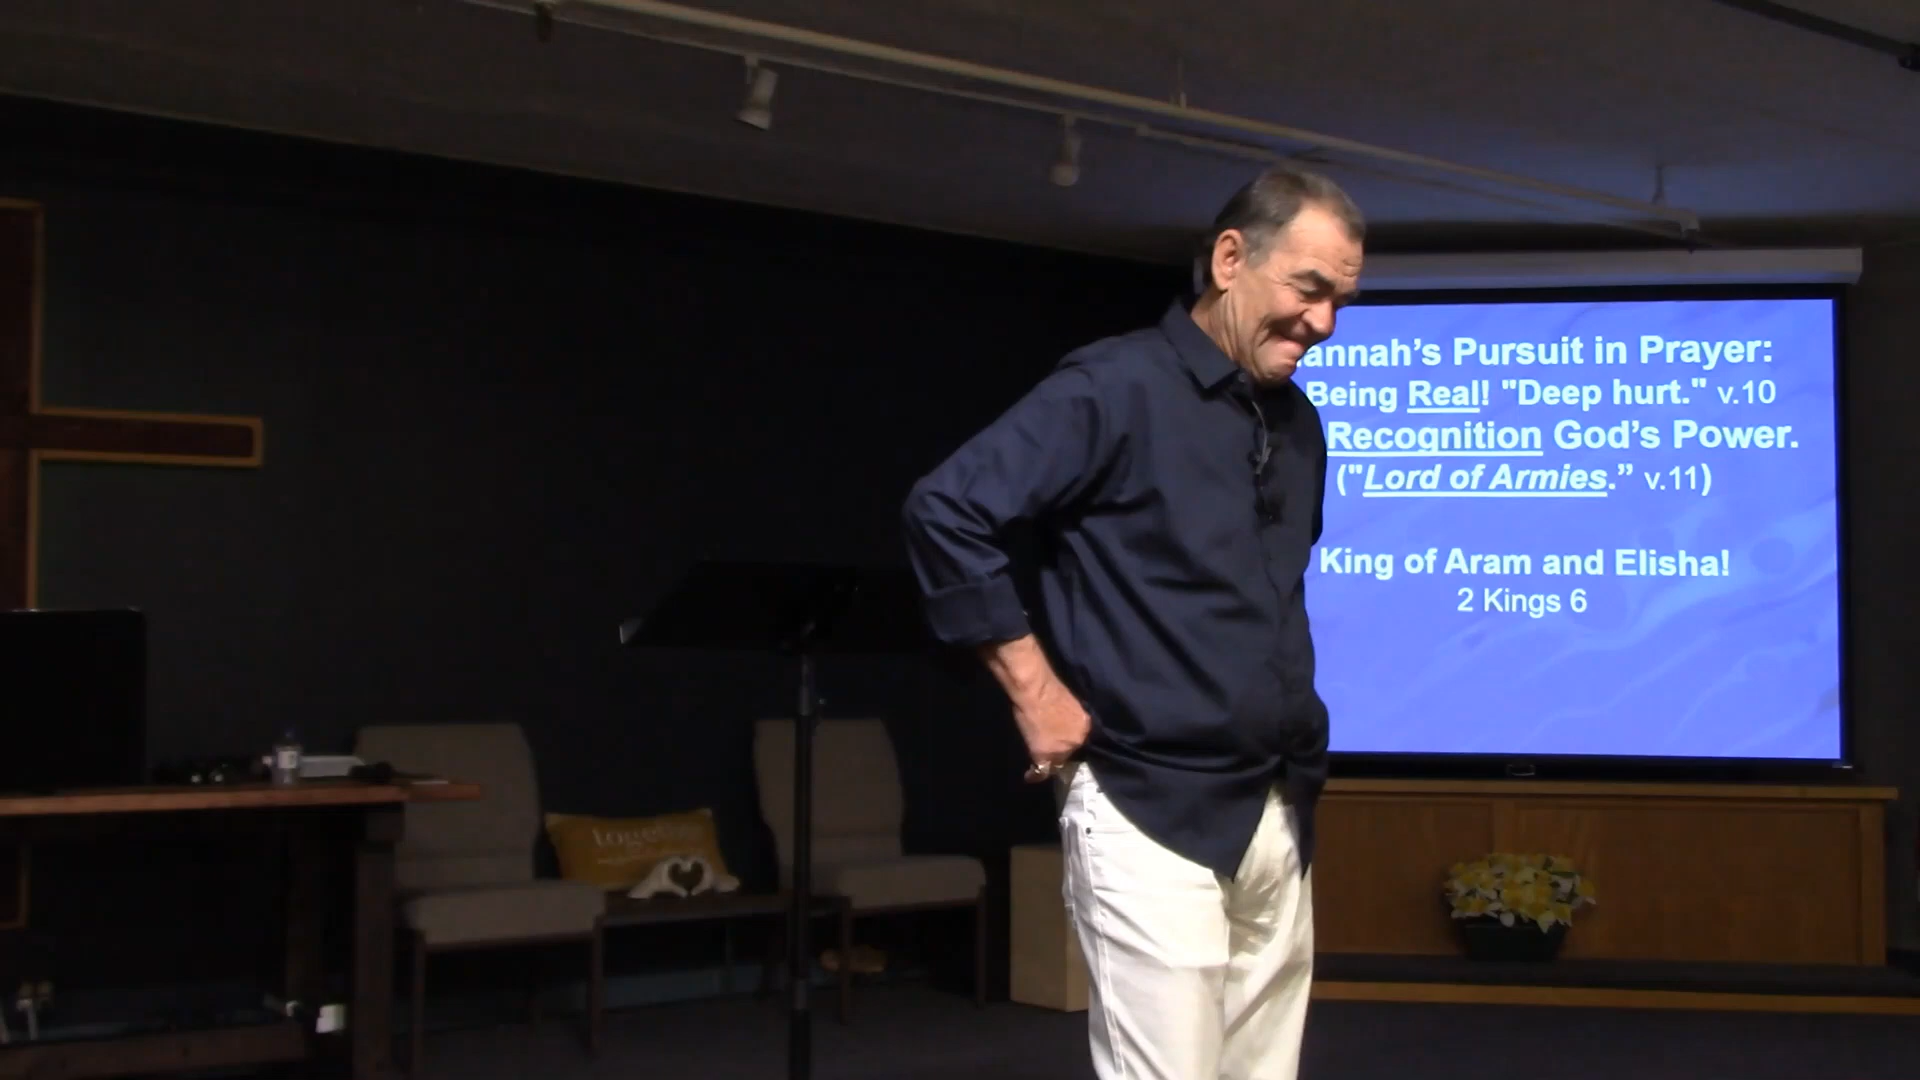 annah's Pursuit in Prayer:
Being Real! "Deep hurt." v.10
Recognition God's Power.
("Lord of Armies.” v.11)
King of Aram and Elisha!
2 Kings 6